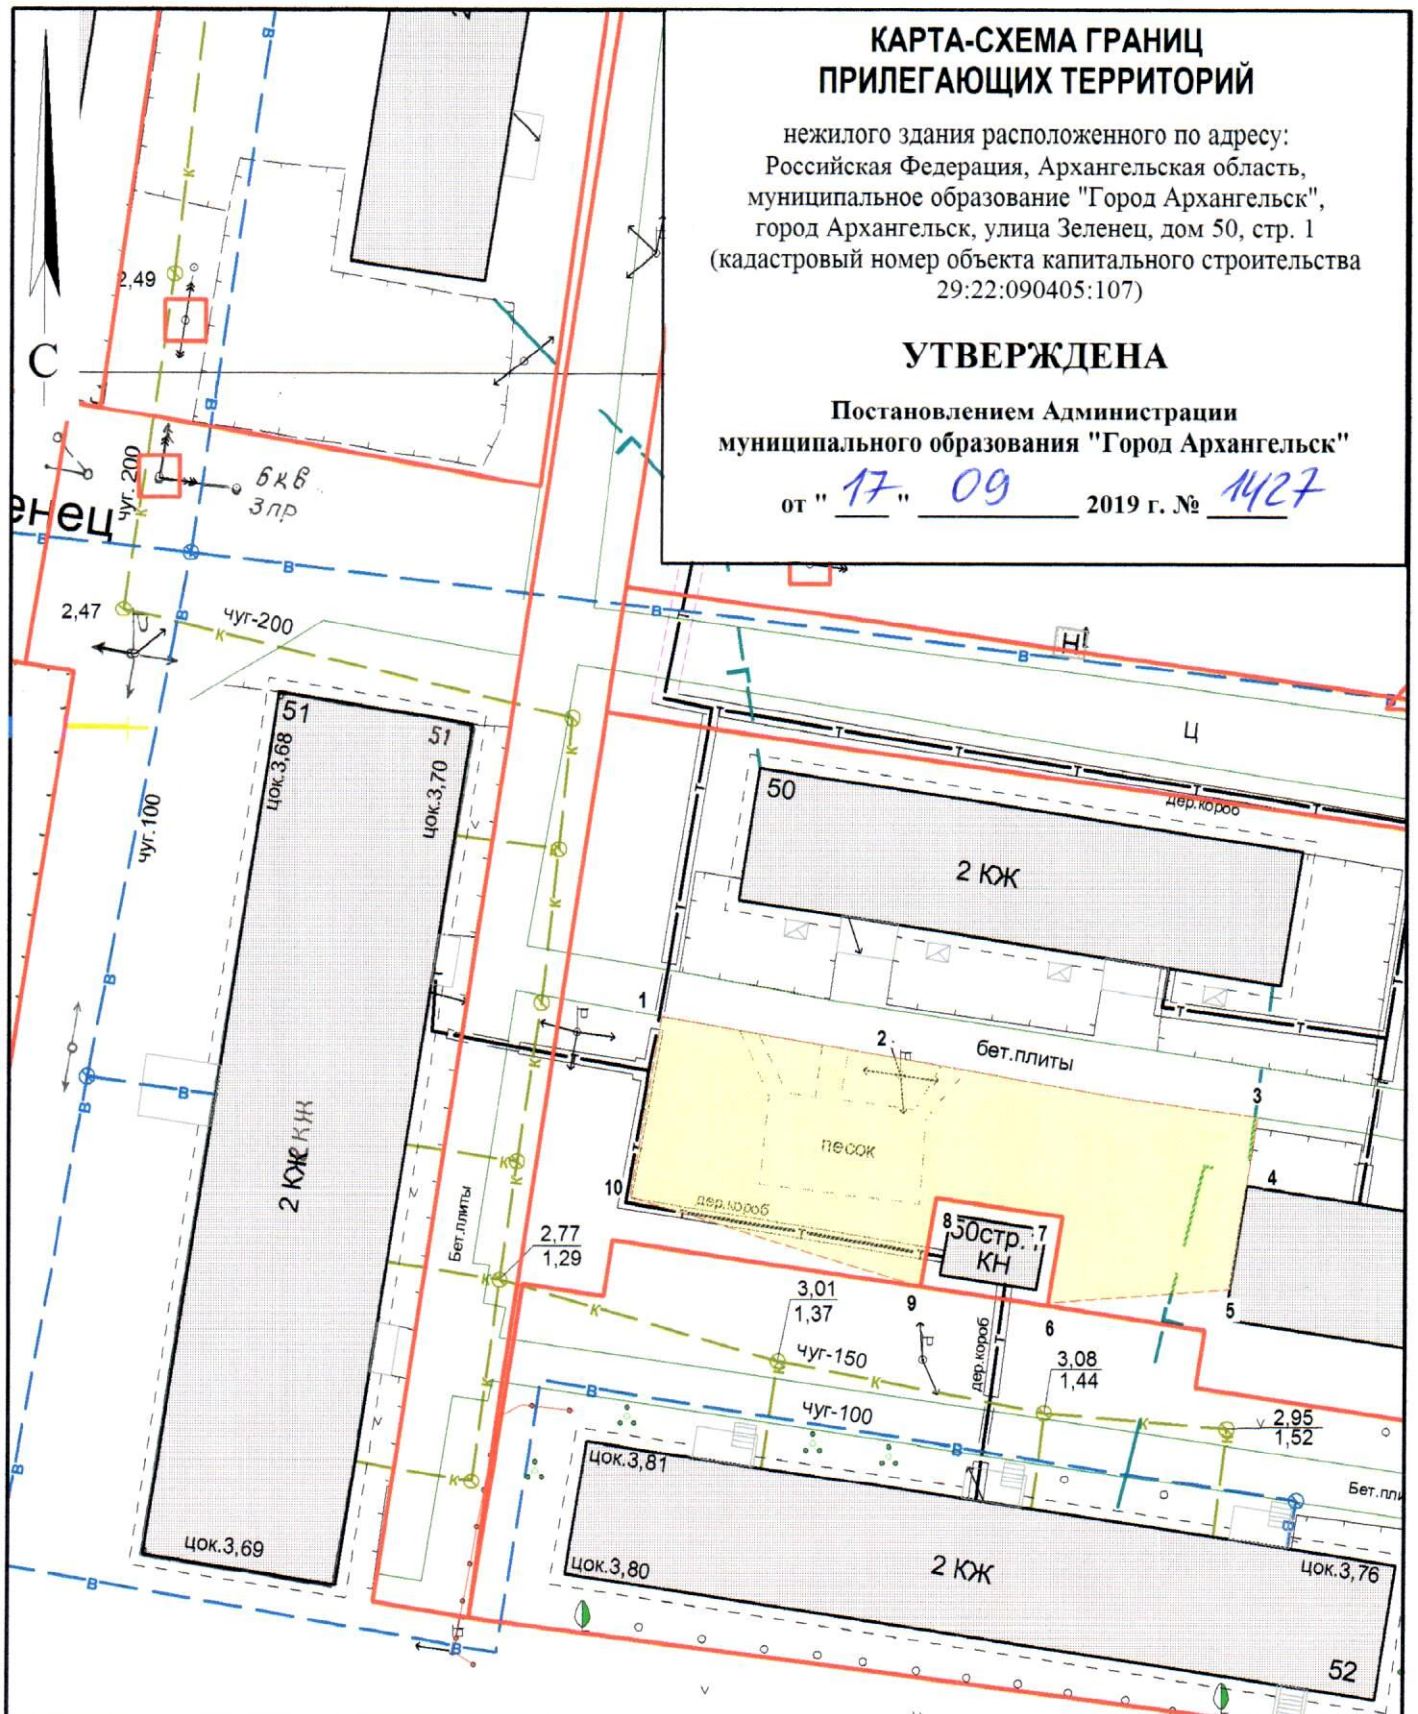 КАРТА-СХЕМА ГРАНИЦ
ПРИЛЕГАЮЩИХ ТЕРРИТОРИЙ
нежилого здания расположенного по адресу:
Российская Федерация, Архангельская область,
муниципальное образование "Город Архангельск",
город Архангельск, улица Зеленец, дом 50, стр. 1
(кадастровый номер объекта капитального строительства
29:22:090405:107)
УТВЕРЖДЕНА
Постановлением Администрации
муниципального образования "Город Архангельск"
от " 17 " 09 2019 г. № 1427
С
2,49
чуг.200
6кв
3пр
енец
2,47
чуг-200
51
51
цок.3,68
цок.3,70
чуг.100
2 КЖ
цок.3,69
Н
Ц
дер.короб
50
2 КЖ
1
2
бет.плиты
3
песок
4
10
дер.короб
8
50стр.
7
КН
Бет.плиты
2,77
1,29
3,01
1,37
9
6
5
дер.короб
чуг-150
3,08
1,44
чуг-100
2,95
1,52
цок.3,81
цок.3,80
2 КЖ
цок.3,76
52
Бет.пли